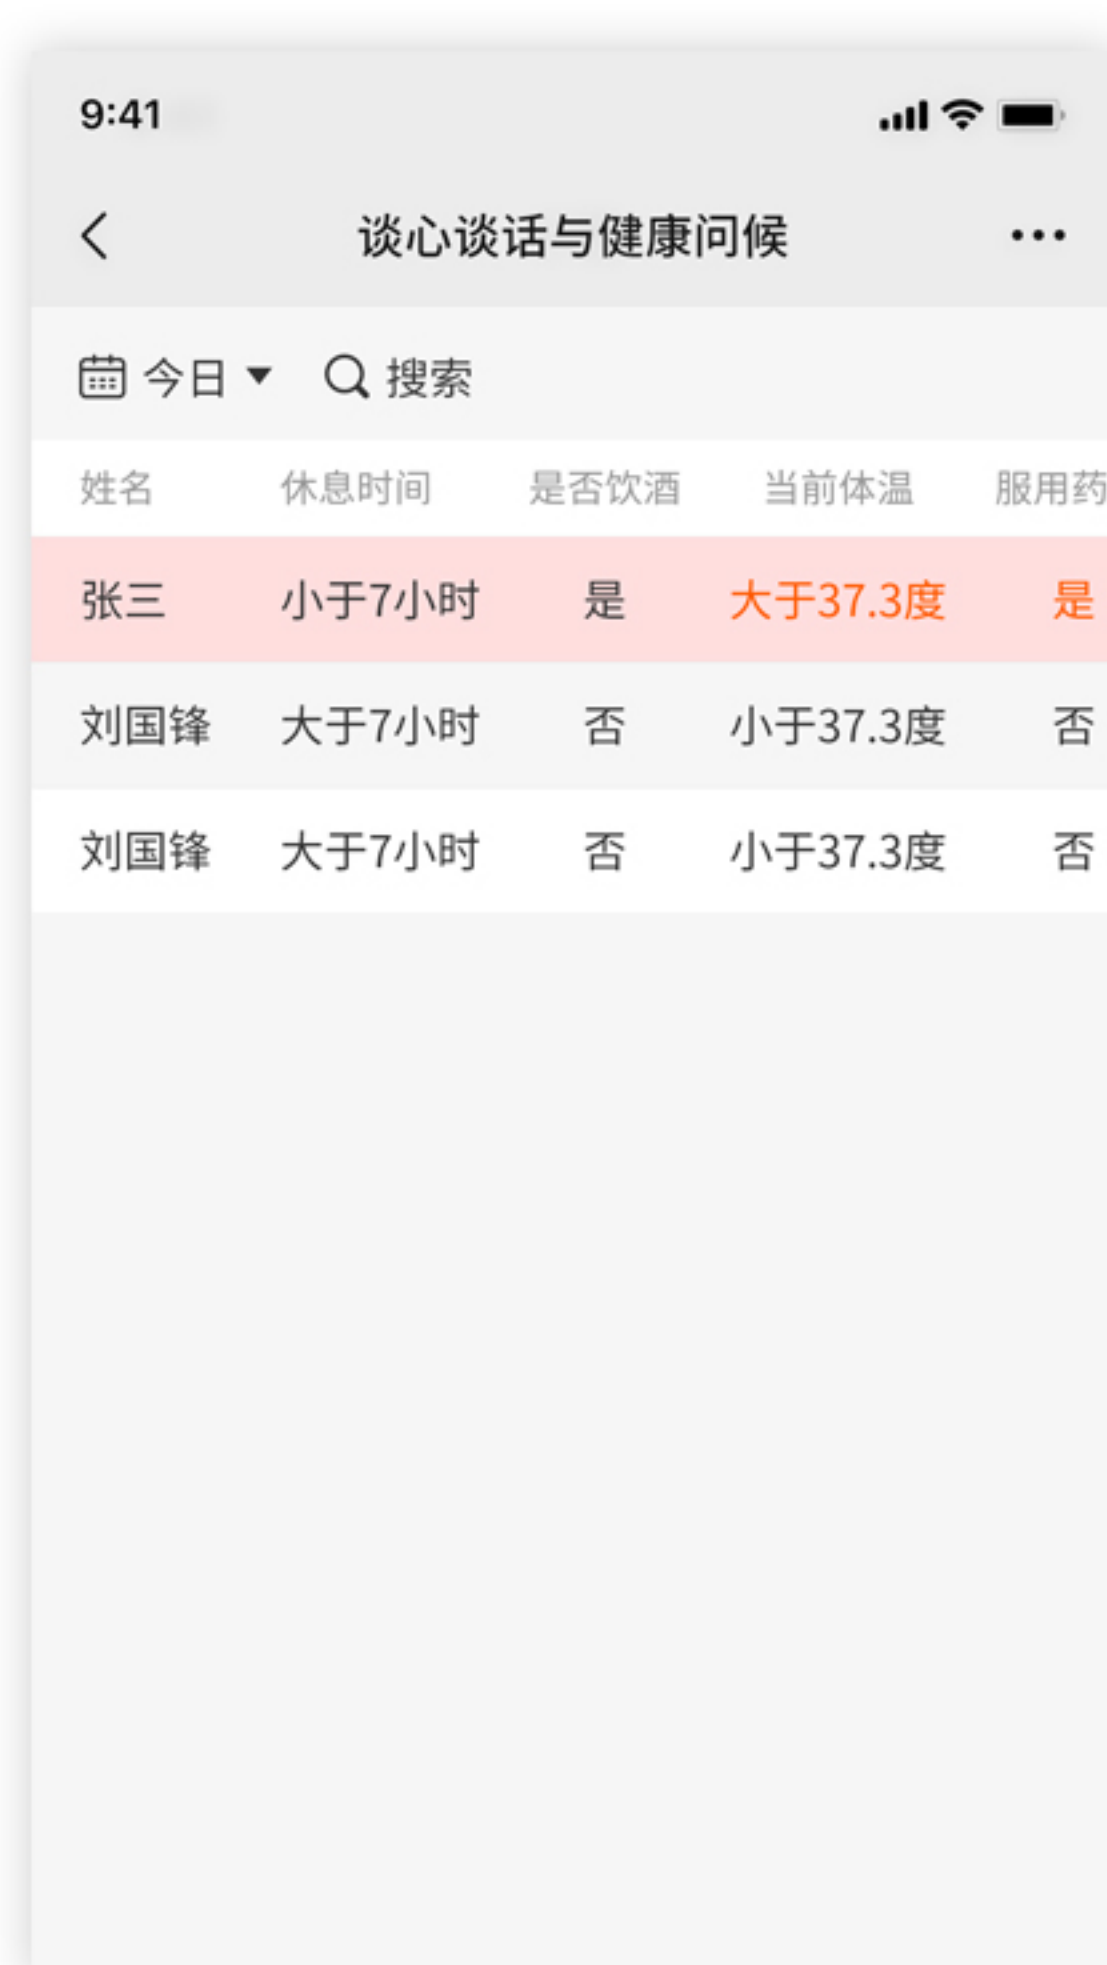 9:41
谈心谈话与健康问候
今日 搜索
姓名 休息时间 是否饮酒 当前体温 服用药
张三 小于7小时 是 大于37.3度 是
刘国锋 大于7小时 否 小于37.3度 否
刘国锋 大于7小时 否 小于37.3度 否